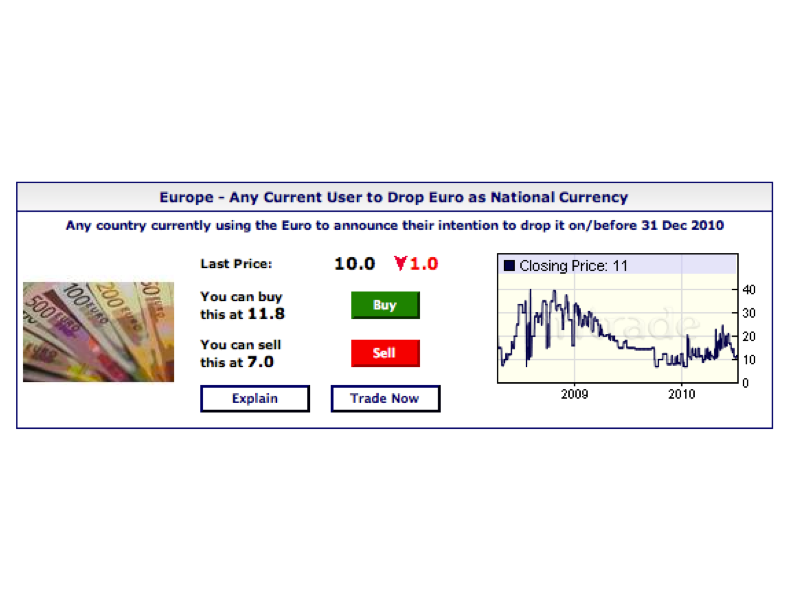 Europe - Any Current User to Drop Euro as National Currency
Any country currently using the Euro to announce their intention to drop it on/before 31 Dec 2010
Last Price: 10.0 1.0
You can buy
this at 11.8
Buy
You can sell
this at 7.0
Sell
Explain
Trade Now
Closing Price: 11
40
30
20
10
0
2009 2010
500 EURO
100 EURO
200 EURO
50 EURO